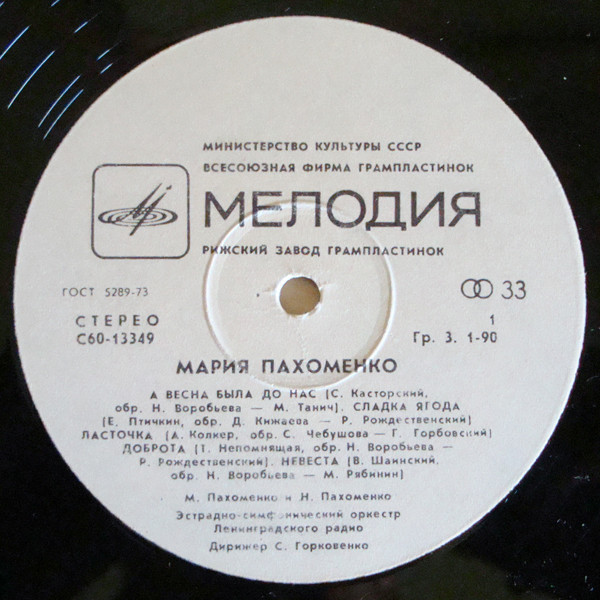 МИНИСТЕРСТВО КУЛЬТУРЫ СССР
ВСЕСОЮЗНАЯ ФИРМА ГРАМПЛАСТИНОК
МЕЛОДИЯ
РИЖСКИЙ ЗАВОД ГРАМПЛАСТИНОК
ГОСТ 5289-73
33
СТЕРЕО
1
С60-13349
Гр. 3. 1-90
МАРИЯ ПАХОМЕНКО
А ВЕСНА БЫЛА ДО НАС [С. Касторский,
обр. Н. Воробьева — М. Танич]. СЛАДКА ЯГОДА
[Е. Птичкин, обр. Д. Кижаева — Р. Рождественский]
ЛАСТОЧКА [А. Колкер, обр. С. Чебушова — Г. Горбовский]
ДОБРОТА [Т. Непомнящая, обр. Н. Воробьева —
Р. Рождественский]. НЕВЕСТА [В. Шаинский,
обр. Н. Воробьева — М. Рябинин]
М. Пахоменко и Н. Пахоменко
Эстрадно-симфонический оркестр
Ленинградского радио
Дирижер С. Горковенко